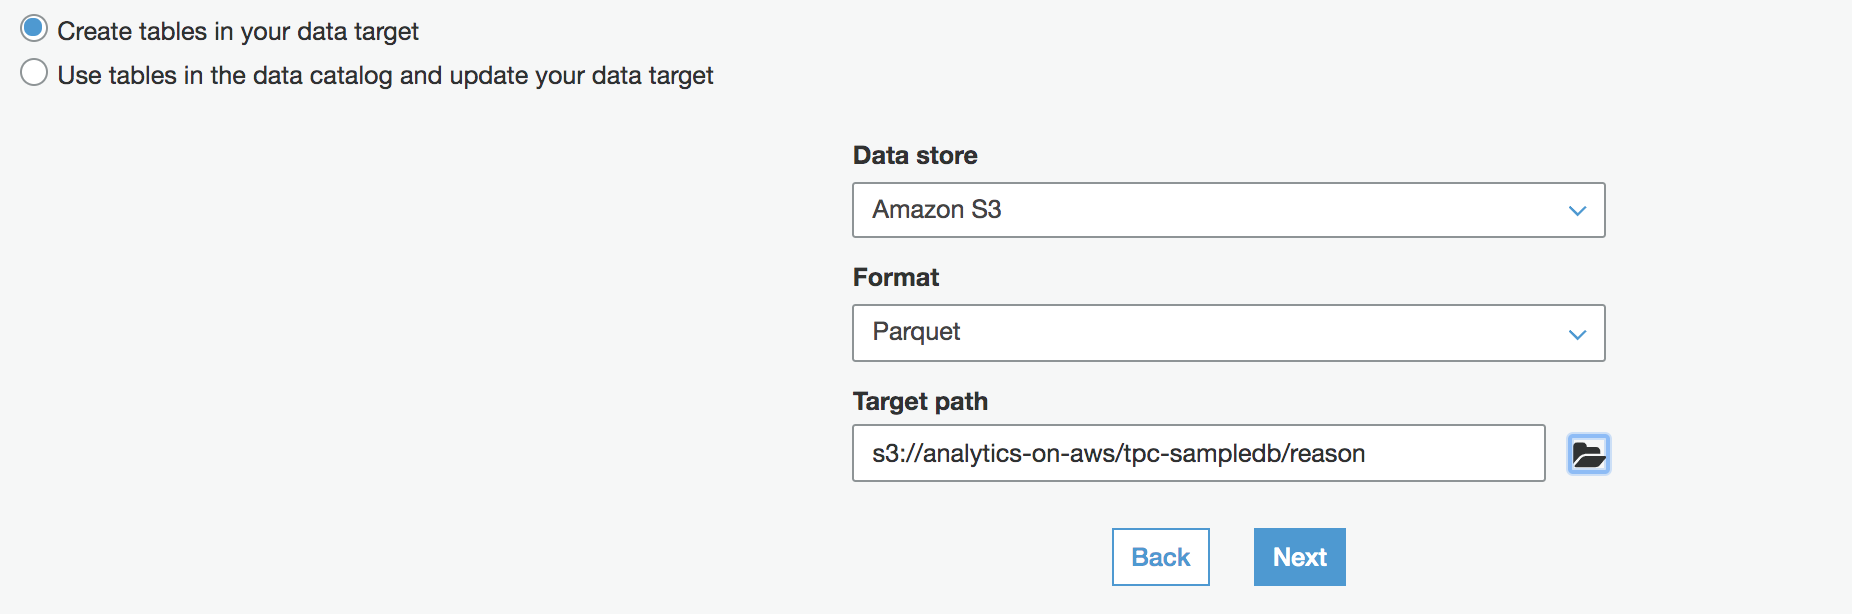 Create tables in your data target
Use tables in the data catalog and update your data target
Data store
Amazon S3
Format
Parquet
Target path
s3://analytics-on-aws/tpc-sampledb/reason
Back
Next